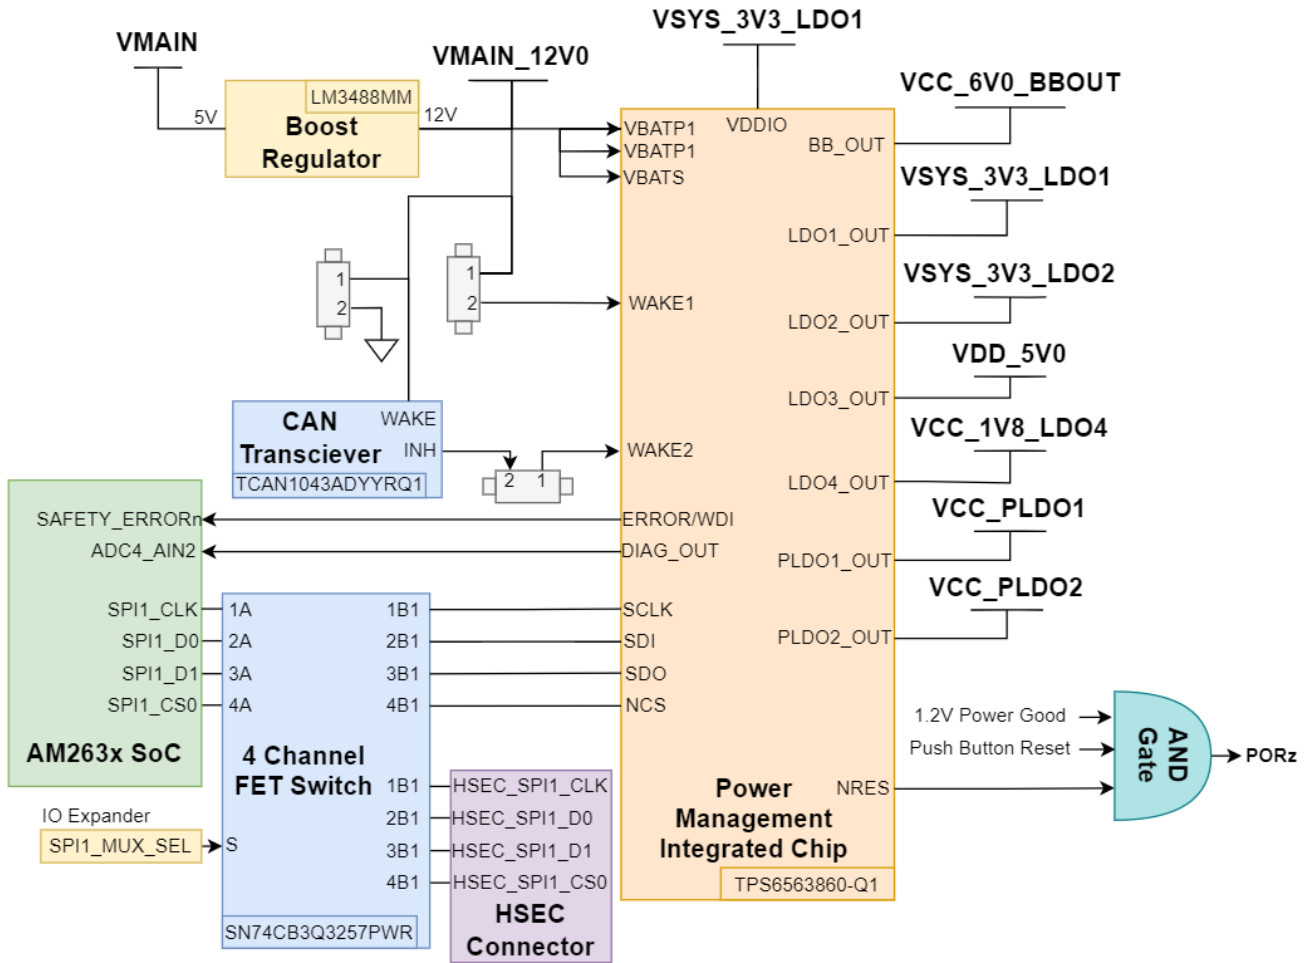 VMAIN
5V
LM3488MM
Boost
Regulator
12V
VMAIN_12V0
VSYS_3V3_LDO1
VDDIO
VBATP1
VBATP1
VBATS
BB_OUT
VCC_6V0_BBOUT
LDO1_OUT
VSYS_3V3_LDO1
LDO2_OUT
VSYS_3V3_LDO2
LDO3_OUT
VDD_5V0
LDO4_OUT
VCC_1V8_LDO4
PLDO1_OUT
VCC_PLDO1
PLDO2_OUT
VCC_PLDO2
1
2
1
2
WAKE1
CAN
Transciever
WAKE
INH
TCAN1043ADYYRQ1
2
1
WAKE2
SAFETY_ERRORn
ERROR/WDI
ADC4_AIN2
DIAG_OUT
SPI1_CLK
1A
1B1
SCLK
SPI1_D0
2A
2B1
SDI
SPI1_D1
3A
3B1
SDO
SPI1_CS0
4A
4B1
NCS
AM263x SoC
4 Channel
FET Switch
IO Expander
SPI1_MUX_SEL
S
1B1
HSEC_SPI1_CLK
2B1
HSEC_SPI1_D0
3B1
HSEC_SPI1_D1
4B1
HSEC_SPI1_CS0
SN74CB3Q3257PWR
HSEC
Connector
Power
Management
Integrated Chip
TPS6563860-Q1
NRES
1.2V Power Good
Push Button Reset
AND
Gate
PORz